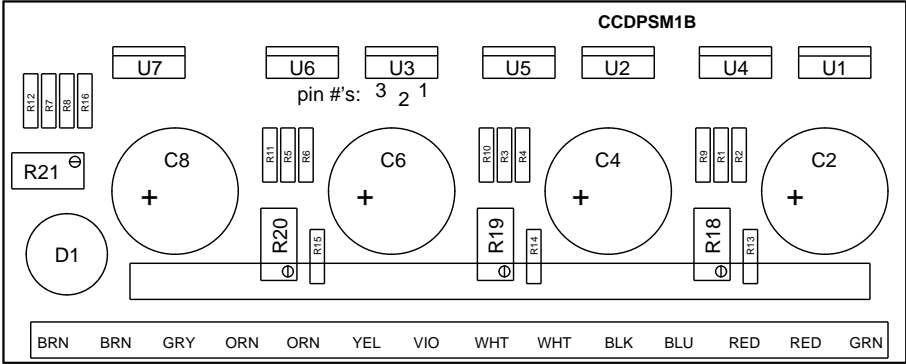 CCDPSM1B
U7 U6 U3 U5 U2 U4 U1
pin #'s: 3 2 1
R12 R7 R8 R16
R11 R5 R6 R10 R3 R4 R9 R1 R2
R21 C8 C6 C4 C2
+ + + +
R20 R15 R19 R14 R18 R13
D1
BRN BRN GRY ORN ORN YEL VIO WHT WHT BLK BLU RED RED GRN